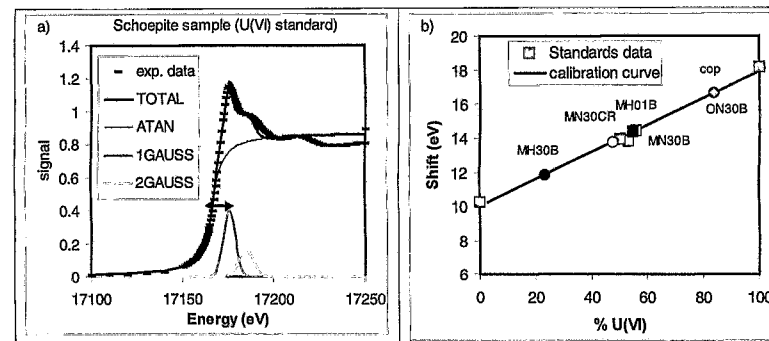 a)
Schoepite sample (U(VI) standard)
1.4
1.2
1
0.8
0.6
0.4
0.2
0
signal
exp. data
TOTAL
ATAN
1GAUSS
2GAUSS
17100
17150
17200
17250
Energy (eV)
b)
20
18
16
14
12
10
8
6
Shift (eV)
Standards data
calibration curve
cop
MH01B
MN30CR
ON30B
MN30B
MH30B
0
20
40
60
80
100
% U(VI)